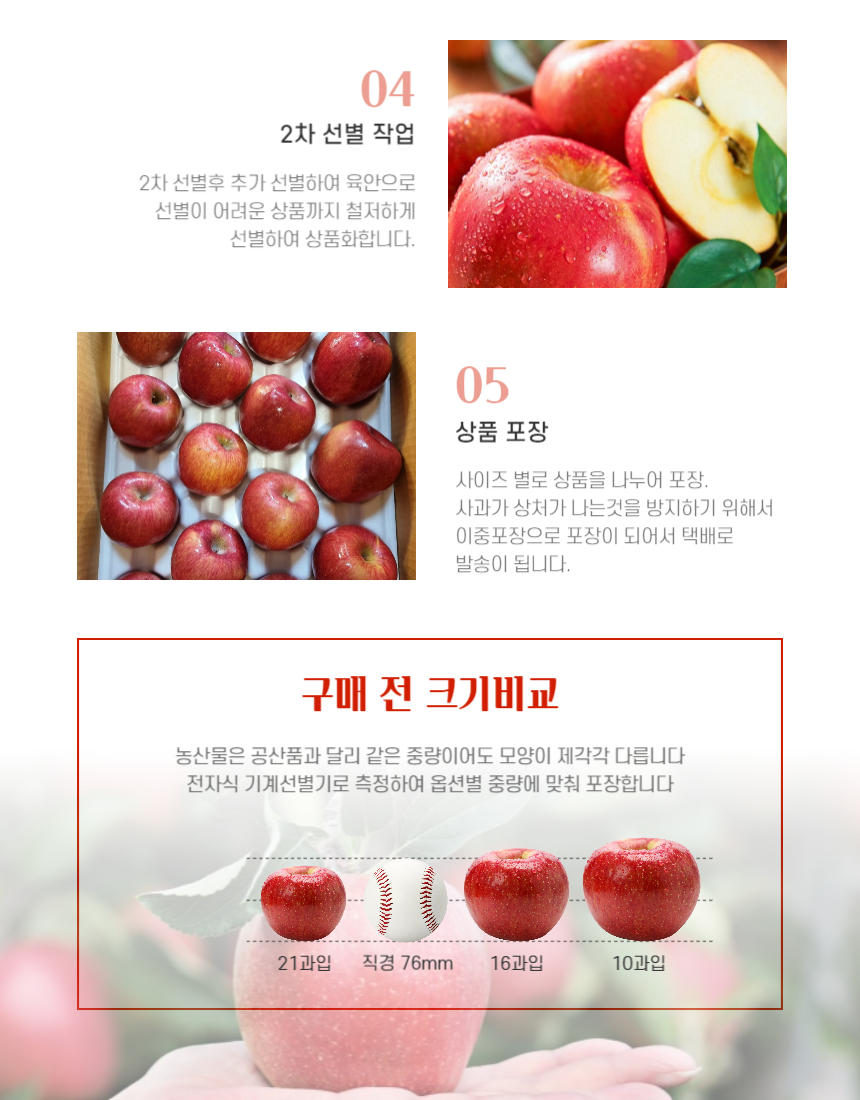 04
2차 선별 작업
2차 선별후 추가 선별하여 육안으로
선별이 어려운 상품까지 철저하게
선별하여 상품화합니다.
05
상품 포장
사이즈 별로 상품을 나누어 포장.
사과가 상처가 나는것을 방지하기 위해서
이중포장으로 포장이 되어서 택배로
발송이 됩니다.
구매 전 크기비교
농산물은 공산품과 달리 같은 중량이어도 모양이 제각각 다릅니다
전자식 기계선별기로 측정하여 옵션별 중량에 맞춰 포장합니다
21과입 직경 76mm 16과입 10과입